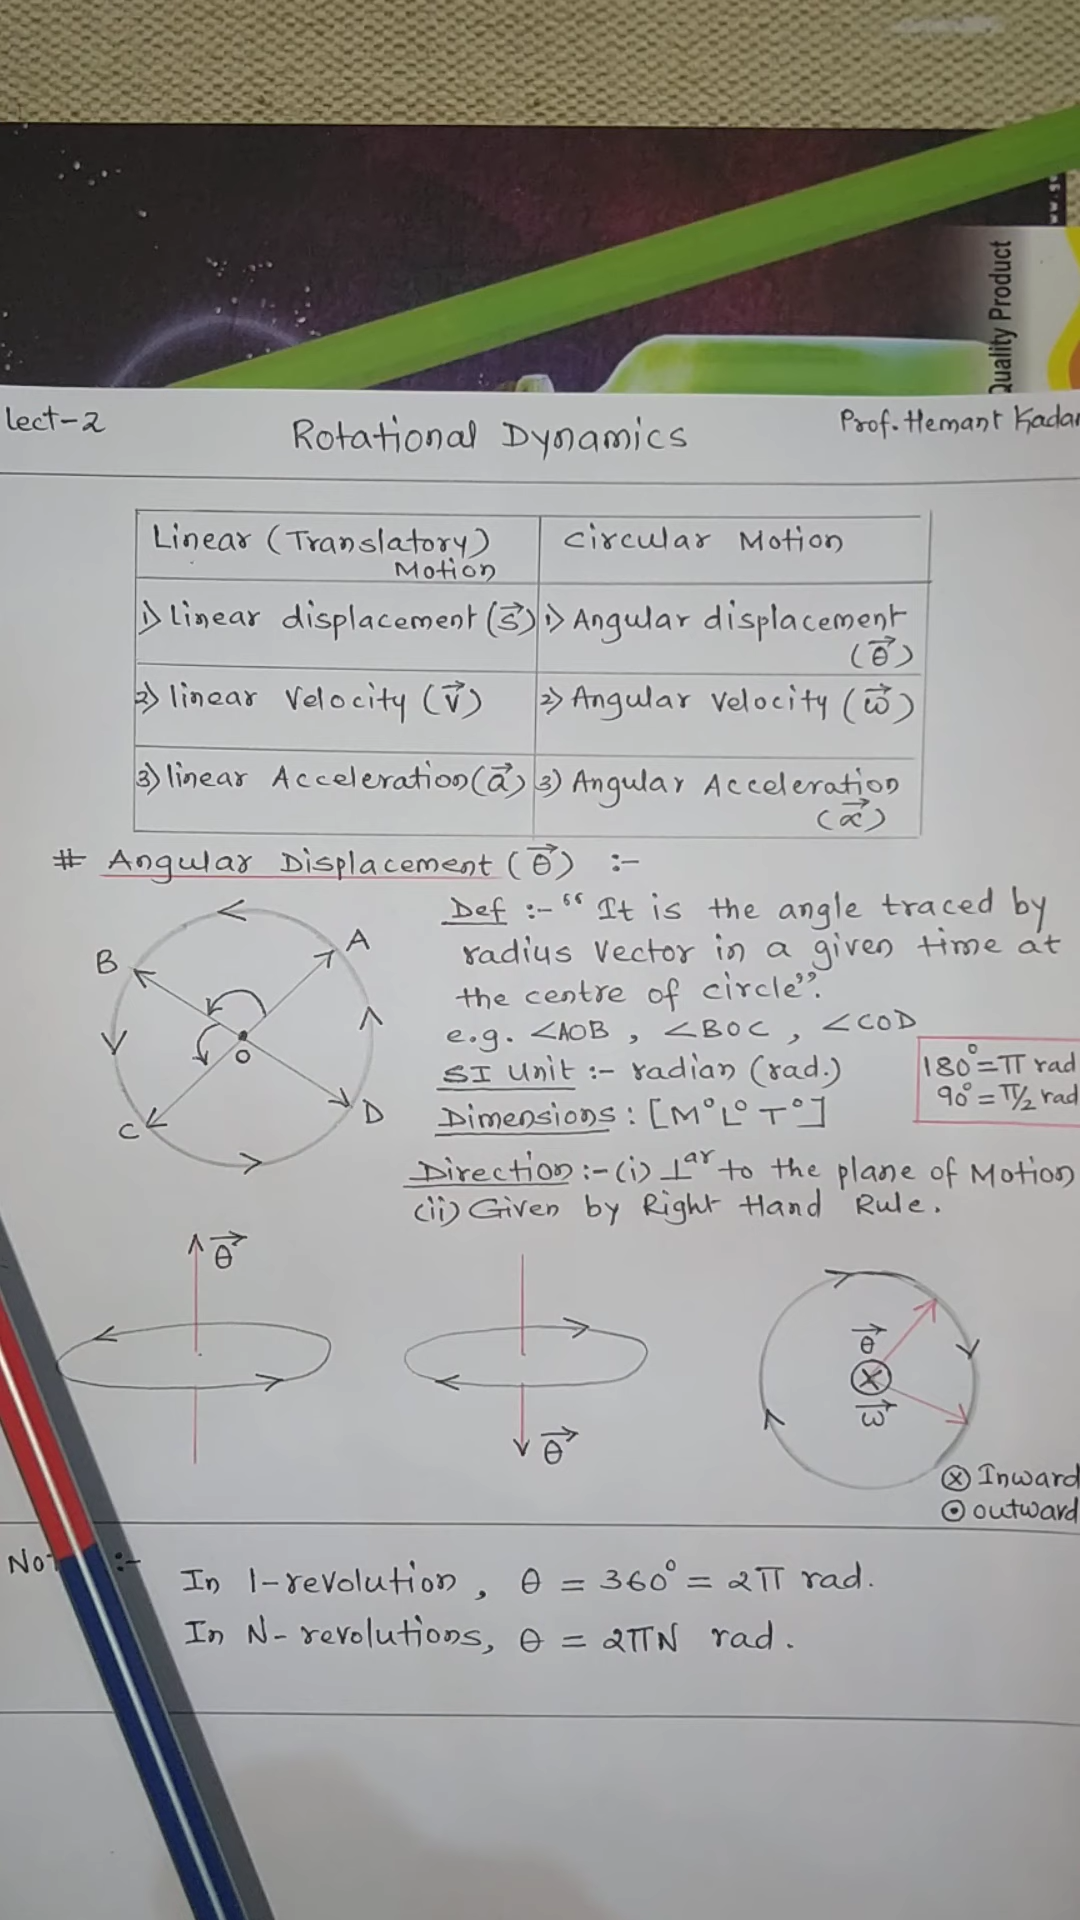 Quality Product
Lect-2
Rotational Dynamics
Prof. Hemant Kadam
Linear (Translatory) Motion
Circular Motion
1) linear displacement (s⃗)
1) Angular displacement (θ⃗)
2) linear Velocity (v⃗)
2) Angular Velocity (ω⃗)
3) linear Acceleration (a⃗)
3) Angular Acceleration (α⃗)
# Angular Displacement (θ⃗) :-
A
B
C
D
O
Def :- “ It is the angle traced by
radius vector in a given time at
the centre of circle”.
e.g. ∠AOB , ∠BOC , ∠COD
SI Unit :- radian (rad.)
180° = π rad
90° = π/2 rad
Dimensions : [M° L° T°]
Direction :- (i) ⊥ar to the plane of Motion
(ii) Given by Right Hand Rule.
θ⃗
θ⃗
θ⃗
ω⃗
⊗ Inward
⊙ outward
In 1-revolution , θ = 360° = 2π rad.
In N-revolutions, θ = 2πN rad.